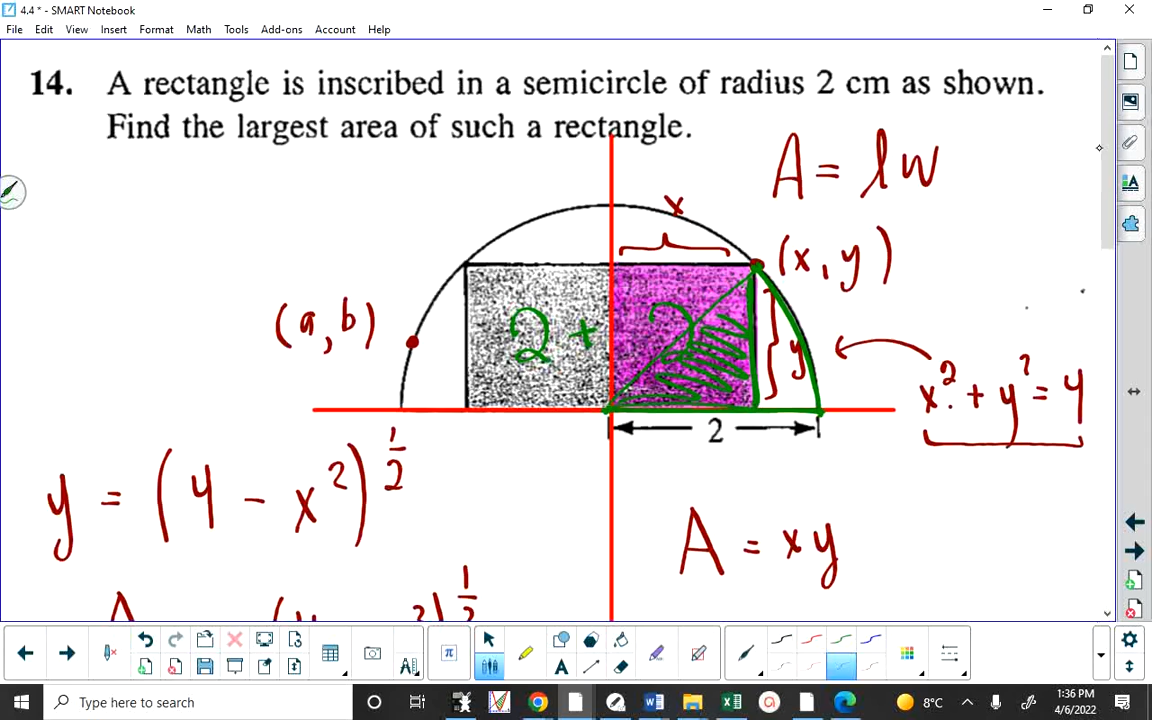 4.4 * - SMART Notebook
File Edit View Insert Format Math Tools Add-ons Account Help
14. A rectangle is inscribed in a semicircle of radius 2 cm as shown.
Find the largest area of such a rectangle.
A = lw
x
(x, y)
(a, b)
2 + 2
y
x² + y² = 4
2
y = (4 - x²)^½
A = xy
π
A
Type here to search
8°C
1:36 PM
4/6/2022